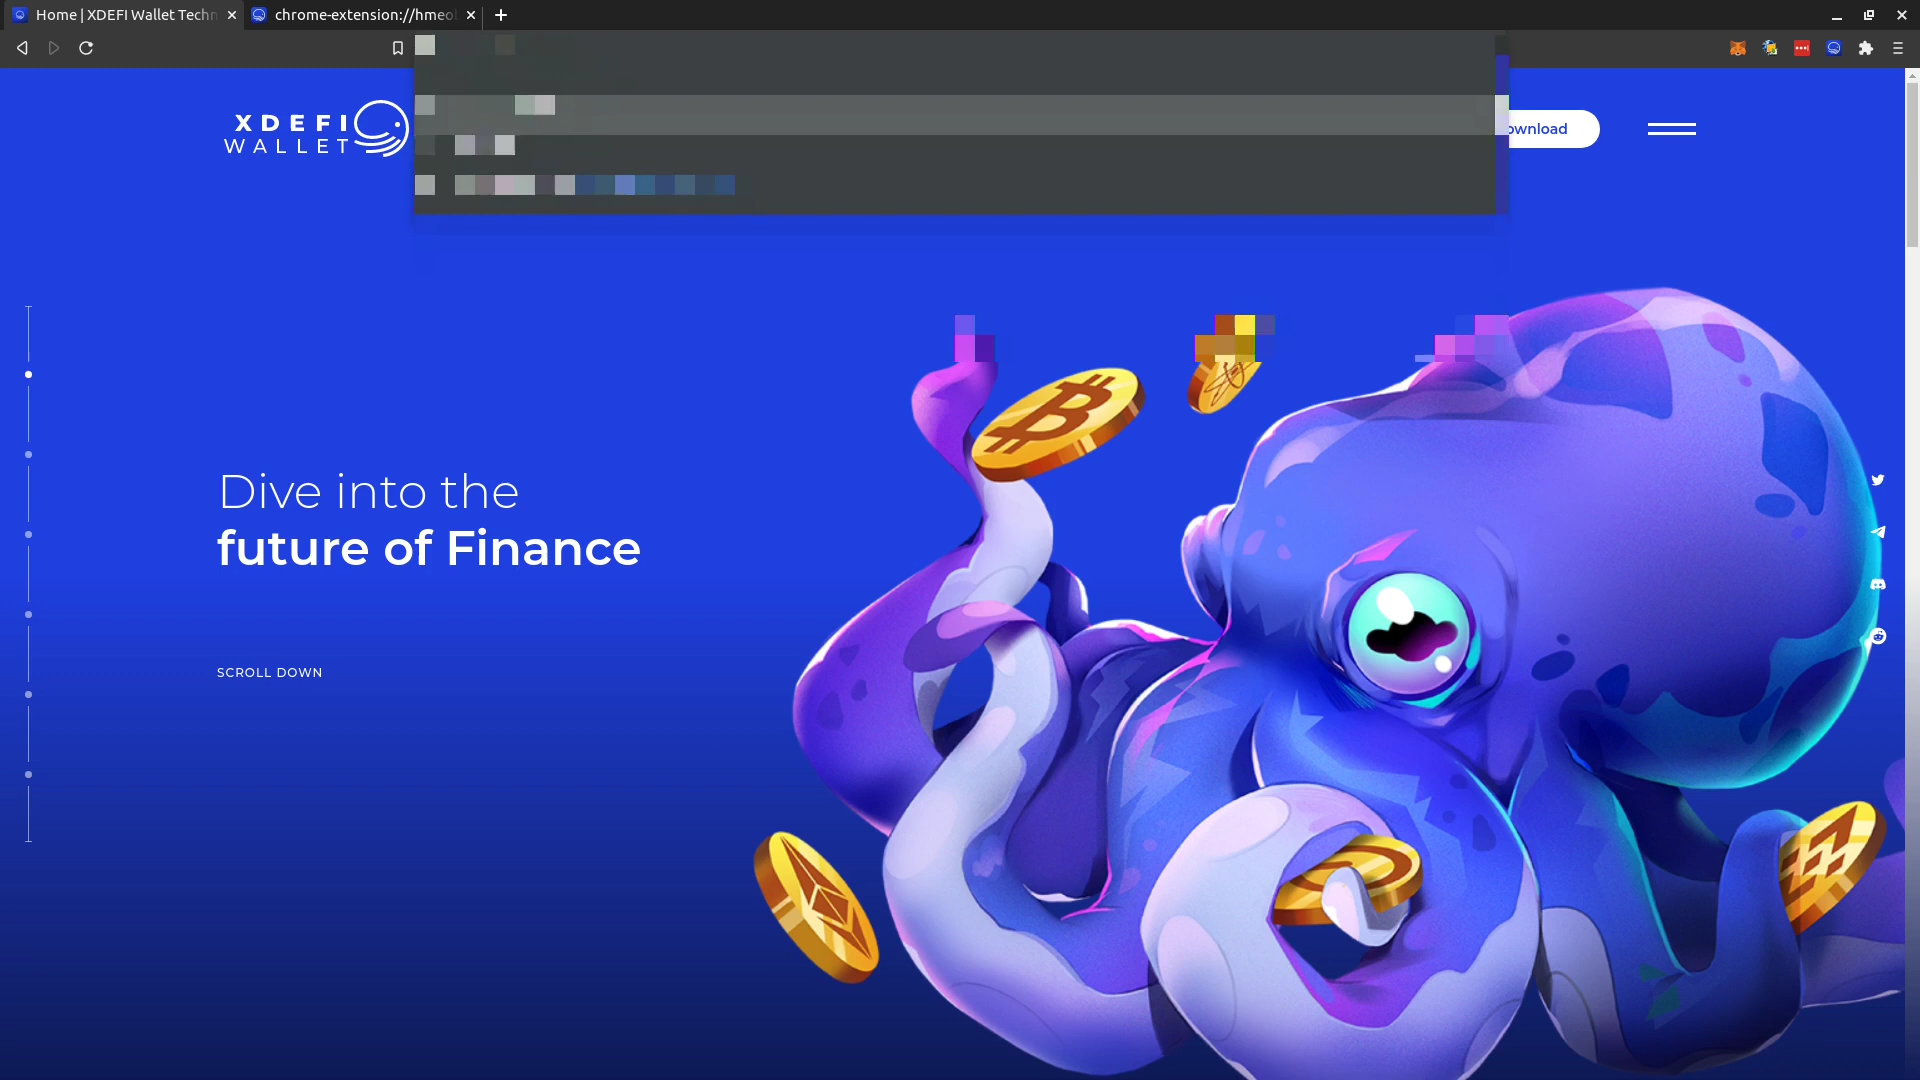 Home | XDEFI Wallet Techn
chrome-extension://hmeo
XDEFI
WALLET
ownload
Dive into the
future of Finance
SCROLL DOWN